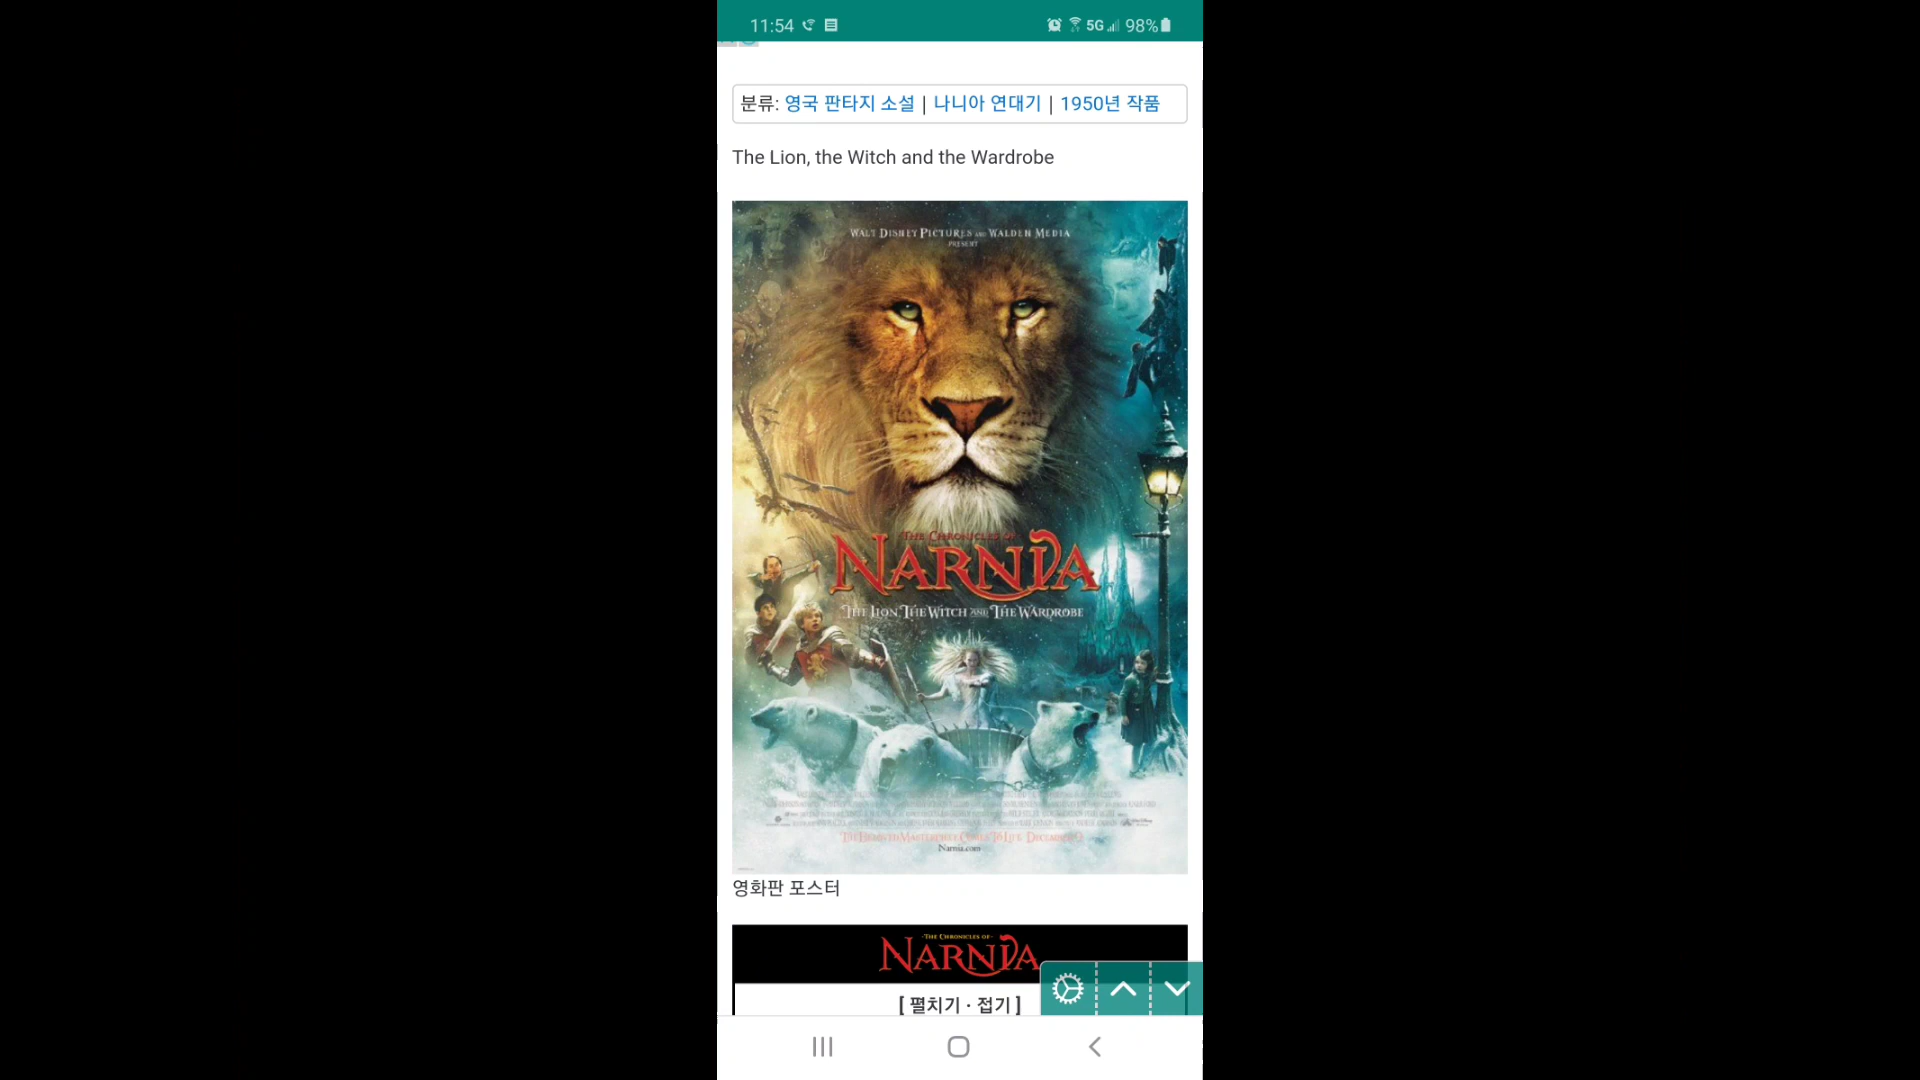 11:54
5G 98%
분류: 영국 판타지 소설 | 나니아 연대기 | 1950년 작품
The Lion, the Witch and the Wardrobe
WALT DISNEY PICTURES AND WALDEN MEDIA
PRESENT
THE CHRONICLES OF
NARNIA
THE LION, THE WITCH AND THE WARDROBE
Narnia.com
영화판 포스터
THE CHRONICLES OF
NARNIA
[ 펼치기 · 접기 ]